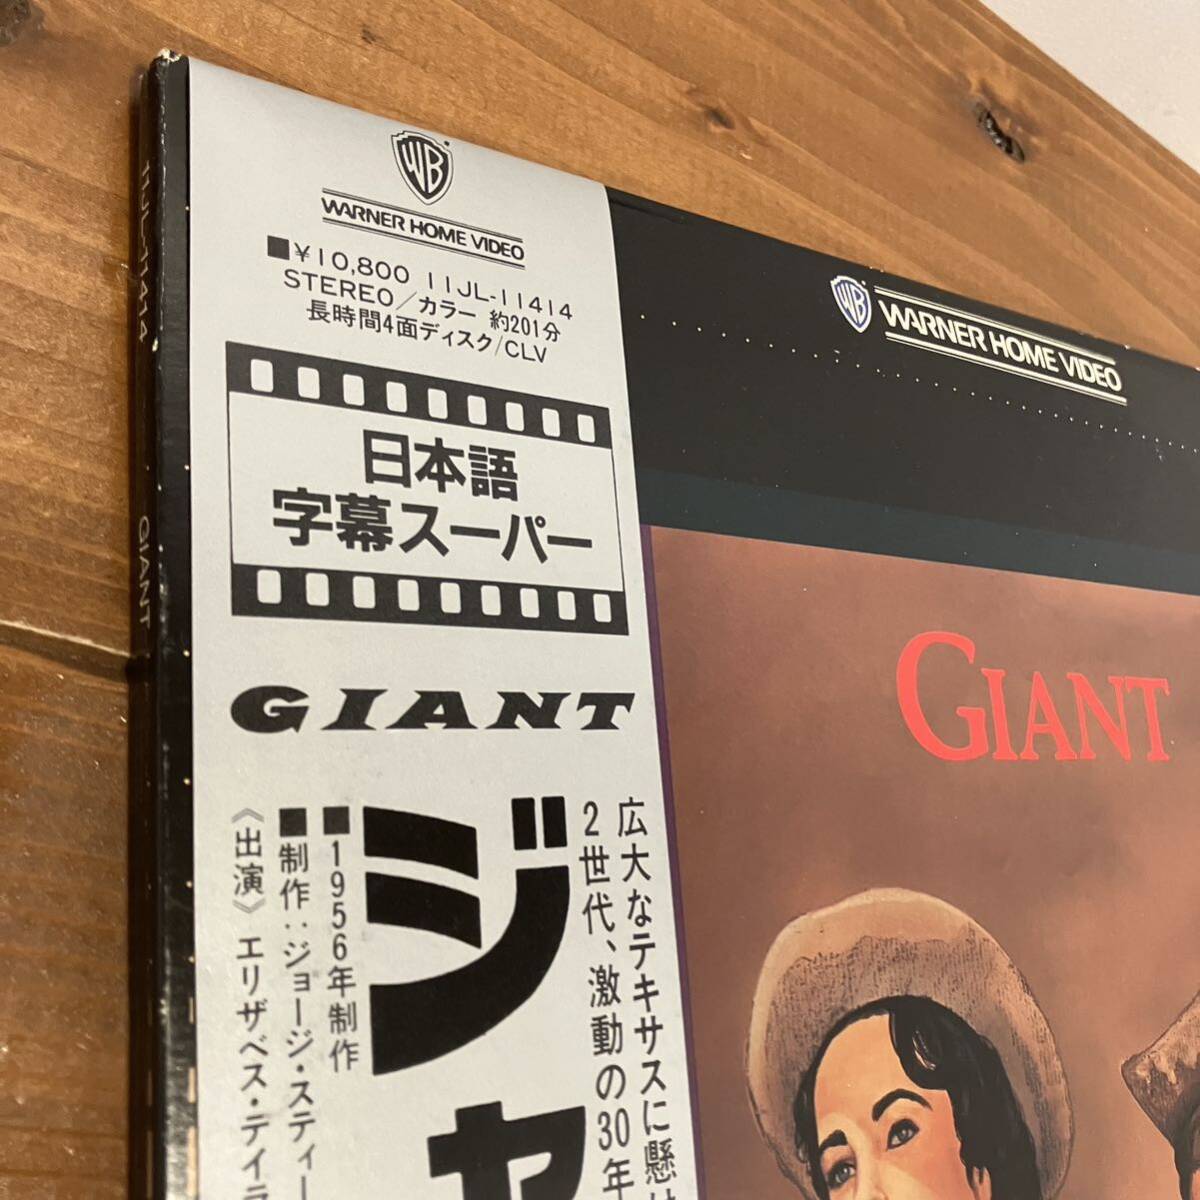 11JL-11414 GIANT
WB
WARNER HOME VIDEO
■¥10,800 11JL-11414
STEREO/カラー 約201分
長時間4面ディスク/CLV
日本語
字幕スーパー
GIANT
広大なテキサスに懸け
2世代、激動の30年
ジャ
■1956年制作
■制作:ジョージ・スティー
《出演》エリザベス・テイラ
WB
WARNER HOME VIDEO
GIANT